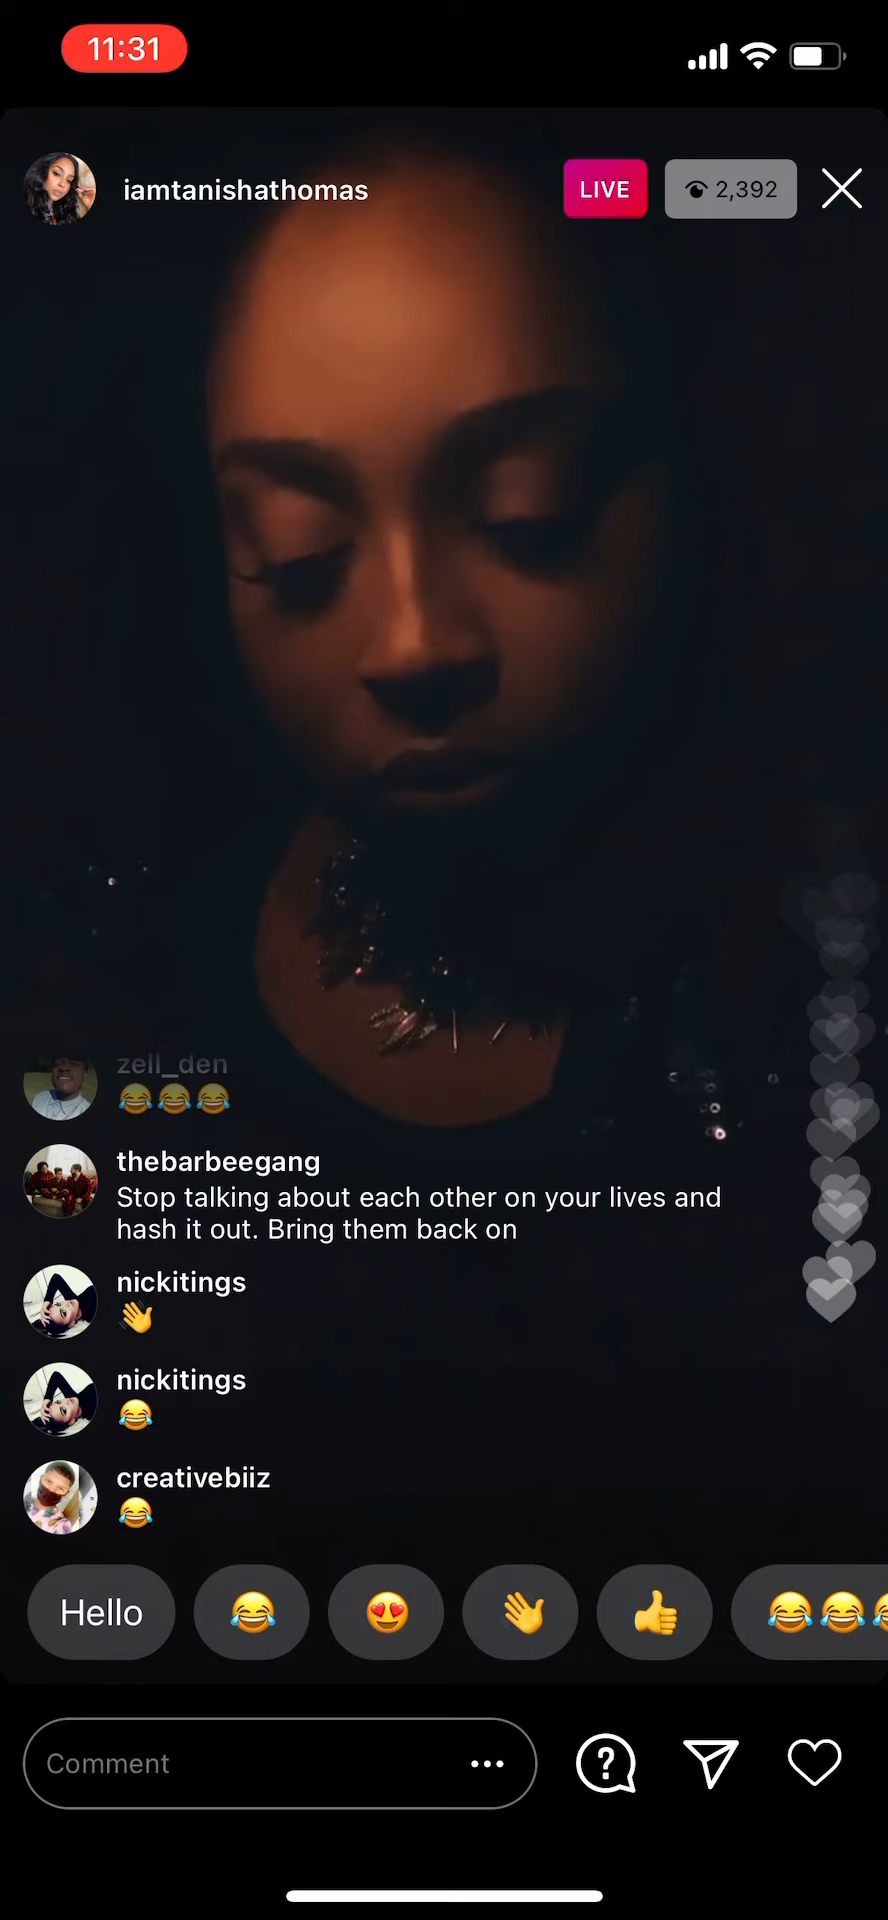 11:31
iamtanishathomas
LIVE
2,392
zell_den
😂😂😂
thebarbeegang
Stop talking about each other on your lives and
hash it out. Bring them back on
nickitings
👋
nickitings
😂
creativebiiz
😂
Hello 😂 😍 👋 👍 😂😂😂
Comment